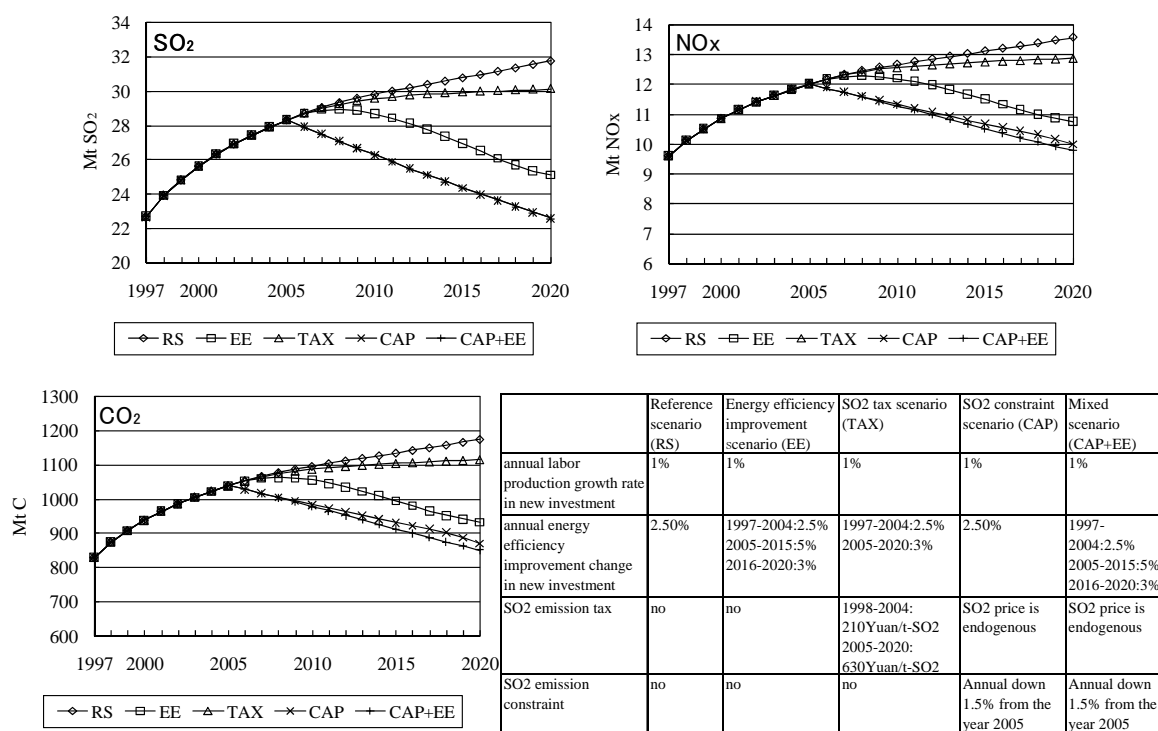 SO2
34
32
30
28
26
24
22
20
Mt SO2
1997 2000 2005 2010 2015 2020
RS EE TAX CAP CAP+EE
NOx
14
13
12
11
10
9
8
7
6
Mt NOx
1997 2000 2005 2010 2015 2020
RS EE TAX CAP CAP+EE
CO2
1300
1200
1100
1000
900
800
700
600
Mt C
1997 2000 2005 2010 2015 2020
RS EE TAX CAP CAP+EE
Reference scenario (RS)
Energy efficiency improvement scenario (EE)
SO2 tax scenario (TAX)
SO2 constraint scenario (CAP)
Mixed scenario (CAP+EE)
annual labor production growth rate in new investment
1% 1% 1% 1% 1%
annual energy efficiency improvement change in new investment
2.50%
1997-2004:2.5%
2005-2015:5%
2016-2020:3%
1997-2004:2.5%
2005-2020:3%
2.50%
1997-
2004:2.5%
2005-2015:5%
2016-2020:3%
SO2 emission tax
no
no
1998-2004:
210Yuan/t-SO2
2005-2020:
630Yuan/t-SO2
SO2 price is endogenous
SO2 price is endogenous
SO2 emission constraint
no
no
no
Annual down 1.5% from the year 2005
Annual down 1.5% from the year 2005